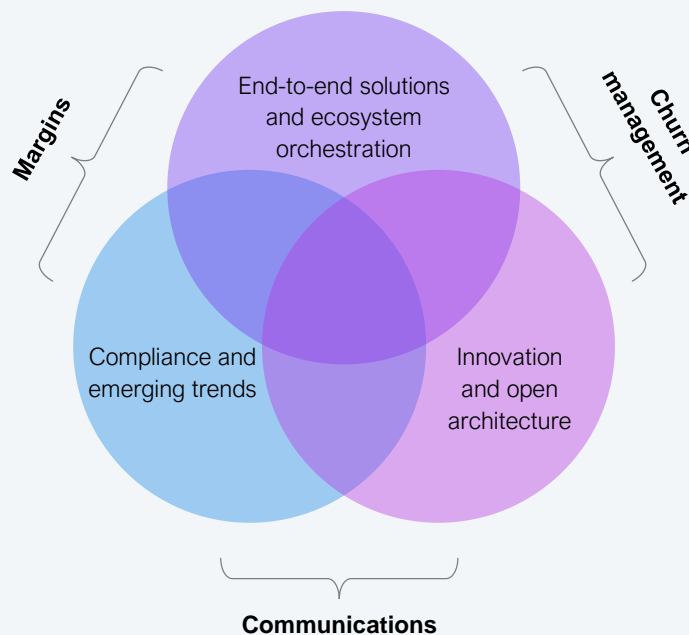 End-to-end solutions
and ecosystem
orchestration
Margins
Churn
management
Compliance and
emerging trends
Innovation
and open
architecture
Communications